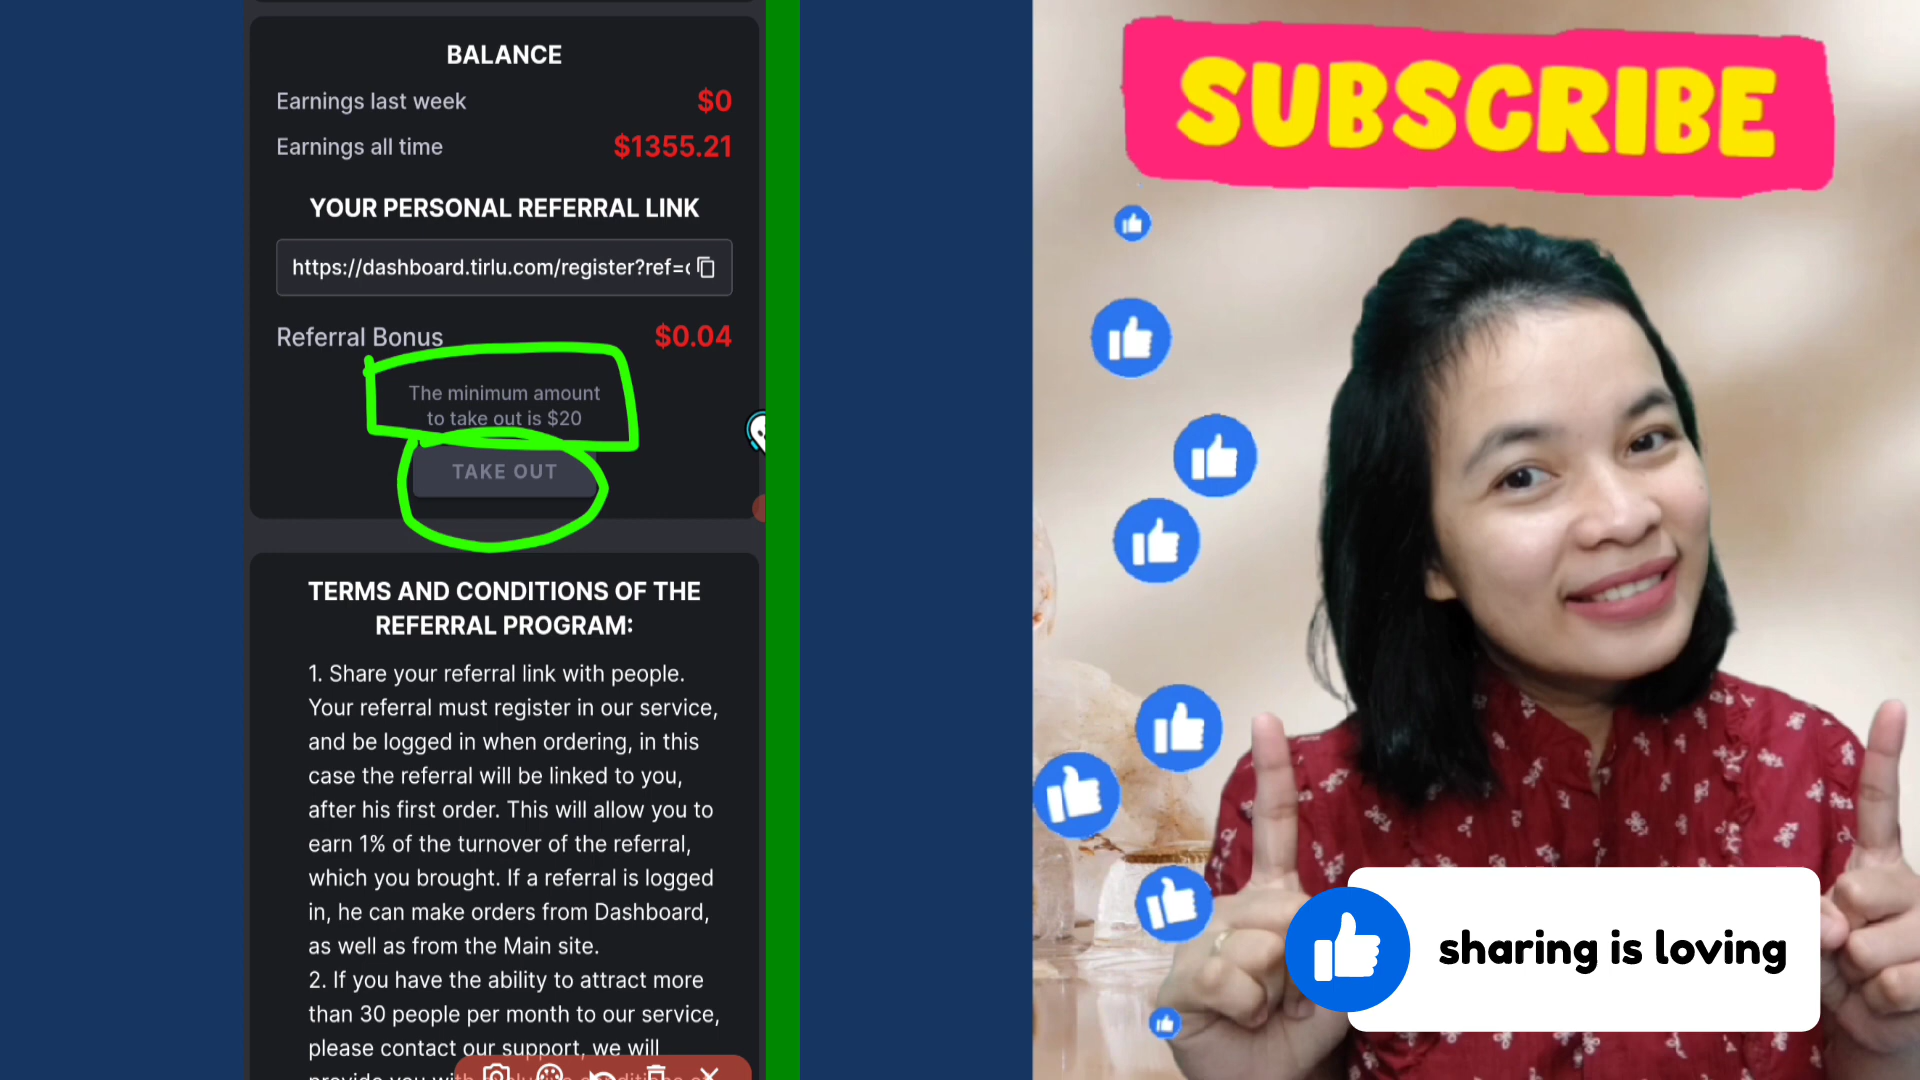 BALANCE
Earnings last week $0
Earnings all time $1355.21
YOUR PERSONAL REFERRAL LINK
https://dashboard.tirlu.com/register?ref=
Referral Bonus $0.04
The minimum amount
to take out is $20
TAKE OUT
TERMS AND CONDITIONS OF THE
REFERRAL PROGRAM:
1. Share your referral link with people.
Your referral must register in our service,
and be logged in when ordering, in this
case the referral will be linked to you,
after his first order. This will allow you to
earn 1% of the turnover of the referral,
which you brought. If a referral is logged
in, he can make orders from Dashboard,
as well as from the Main site.
2. If you have the ability to attract more
than 30 people per month to our service,
please contact our support, we will
SUBSCRIBE
sharing is loving